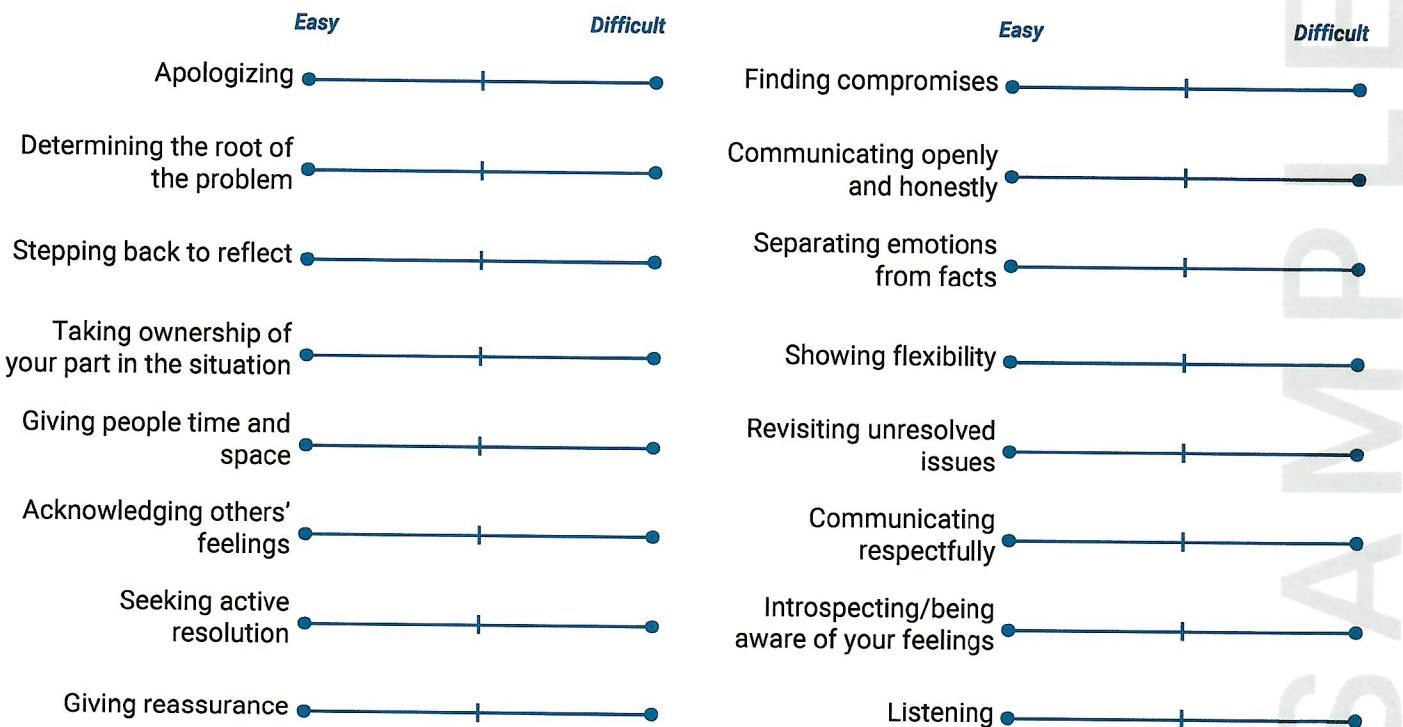 Easy Difficult
Apologizing
Determining the root of
the problem
Stepping back to reflect
Taking ownership of
your part in the situation
Giving people time and
space
Acknowledging others’
feelings
Seeking active
resolution
Giving reassurance
Easy Difficult
Finding compromises
Communicating openly
and honestly
Separating emotions
from facts
Showing flexibility
Revisiting unresolved
issues
Communicating
respectfully
Introspecting/being
aware of your feelings
Listening
SAMPLE